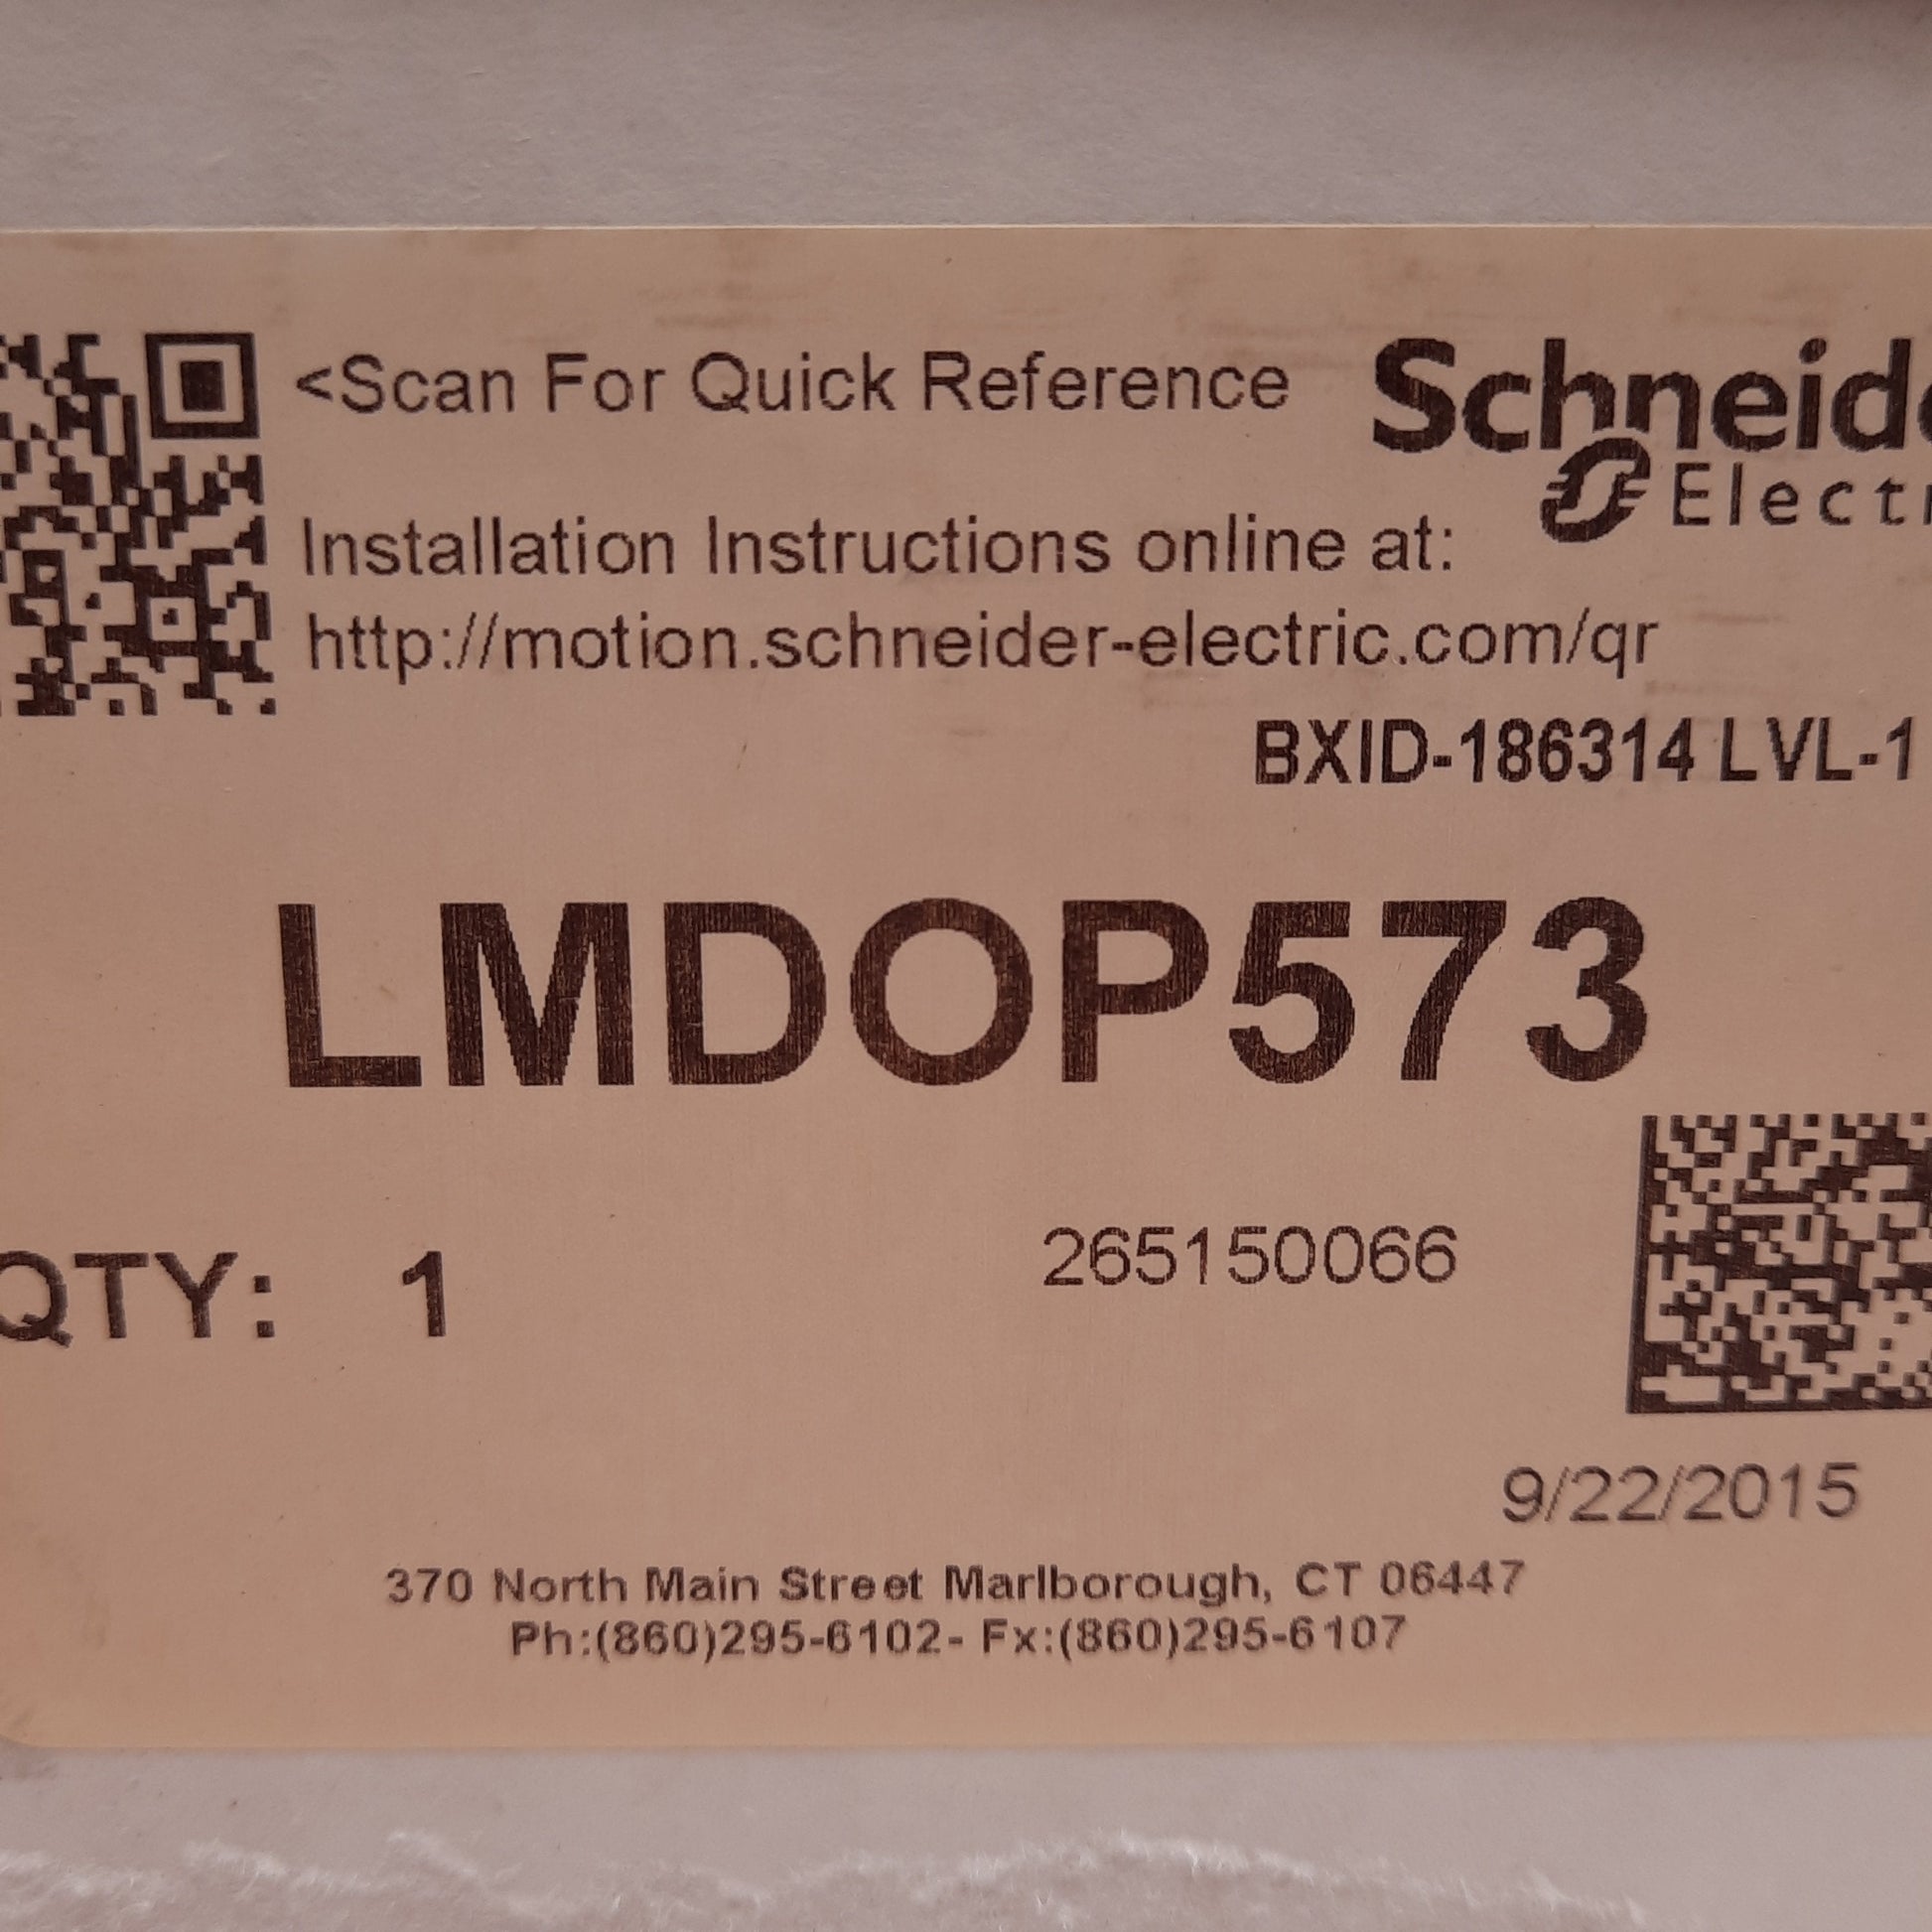 <Scan For Quick Reference
Schneide
Electr
Installation Instructions online at:
http://motion.schneider-electric.com/qr
BXID-186314 LVL-1
LMDOP573
QTY: 1
265150066
9/22/2015
370 North Main Street Marlborough, CT 06447
Ph:(860)295-6102- Fx:(860)295-6107